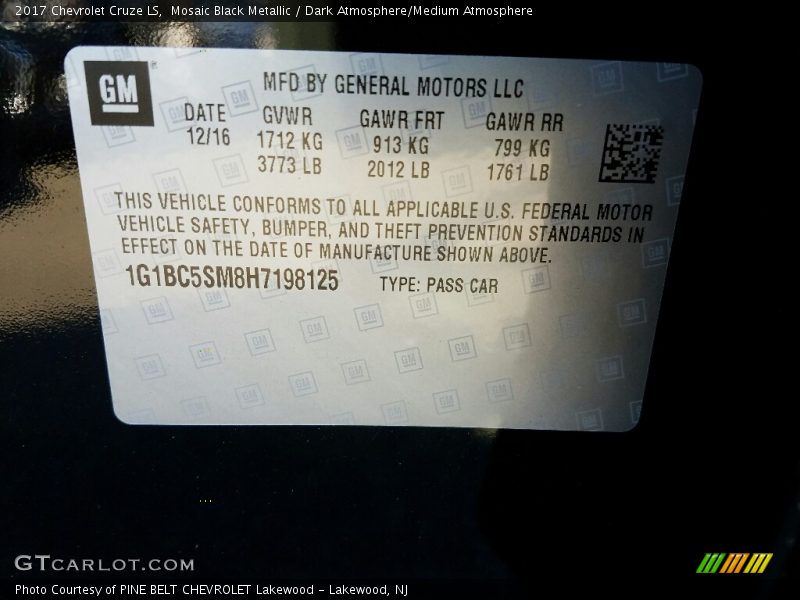 2017 Chevrolet Cruze LS,  Mosaic Black Metallic / Dark Atmosphere/Medium Atmosphere
GM
MFD BY GENERAL MOTORS LLC
DATE GVWR GAWR FRT GAWR RR
12/16 1712 KG 913 KG 799 KG
3773 LB 2012 LB 1761 LB
THIS VEHICLE CONFORMS TO ALL APPLICABLE U.S. FEDERAL MOTOR
VEHICLE SAFETY, BUMPER, AND THEFT PREVENTION STANDARDS IN
EFFECT ON THE DATE OF MANUFACTURE SHOWN ABOVE.
1G1BC5SM8H7198125 TYPE: PASS CAR
GTCARLOT.COM
Photo Courtesy of PINE BELT CHEVROLET Lakewood - Lakewood, NJ